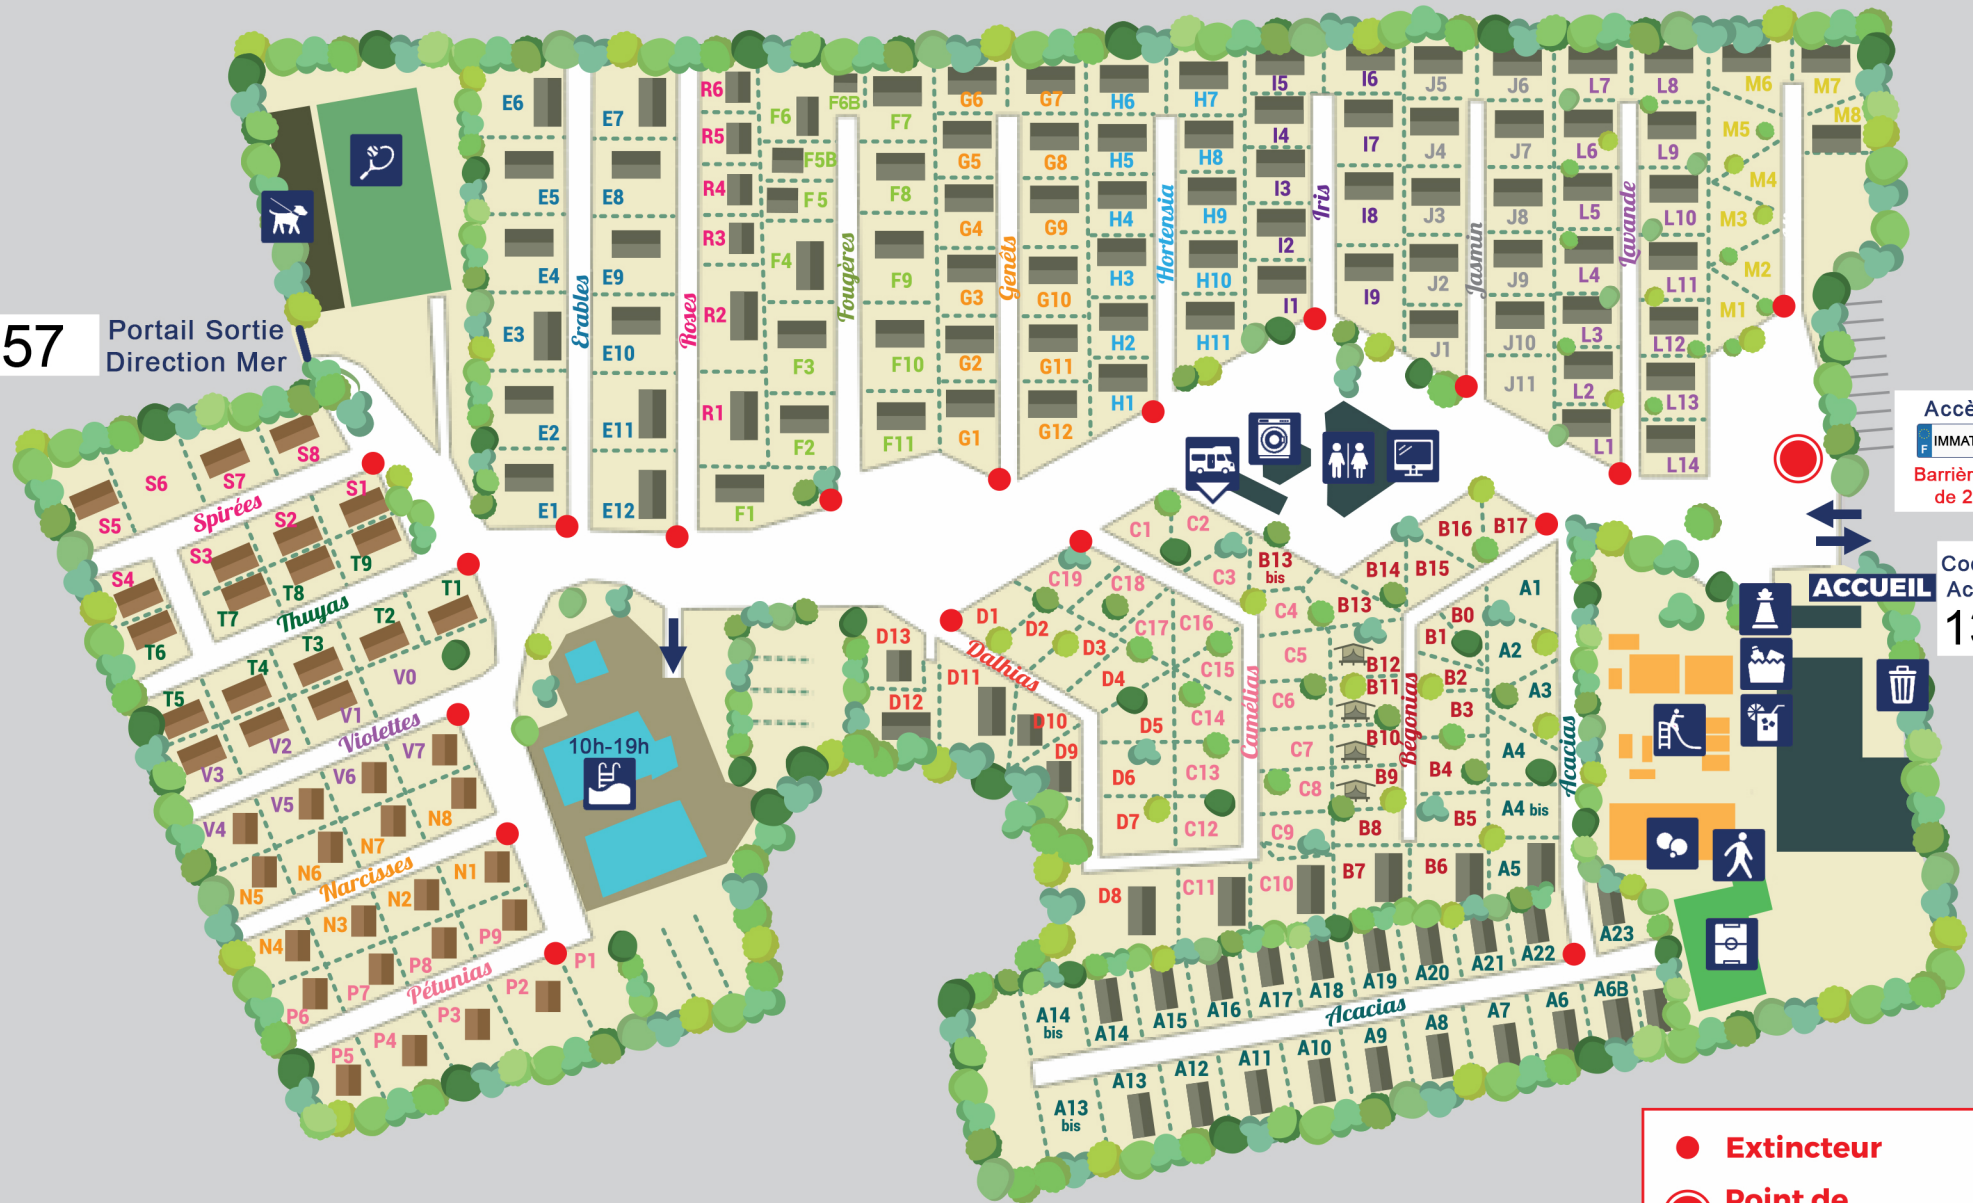 57
Portail Sortie
Direction Mer
E6
E5
E4
E3
E2
E1
Erables
E7
E8
E9
E10
E11
E12
Roses
R6
R5
R4
R3
R2
R1
F6
F6B
F5B
F5
F4
F3
F2
F1
Fougères
F7
F8
F9
F10
F11
G6
G5
G4
G3
G2
G1
Genêts
G7
G8
G9
G10
G11
G12
H6
H5
H4
H3
H2
H1
Hortensia
H7
H8
H9
H10
H11
I5
I4
I3
I2
I1
Iris
I6
I7
I8
I9
J5
J4
J3
J2
J1
Jasmin
J6
J7
J8
J9
J10
J11
L7
L6
L5
L4
L3
L2
L1
Lavande
L8
L9
L10
L11
L12
L13
L14
M6
M5
M4
M3
M2
M1
M7
M8
Accè
F
IMMAT
Barrièr
de 2
ACCUEIL
Coc
Ac
13
S8
S7
S6
S5
Spirées
S1
S2
S3
S4
T9
T8
T7
T6
Thuyas
T1
T2
T3
T4
T5
V0
V1
V2
V3
Violettes
V7
V6
V5
V4
N8
N7
N6
N5
Narcisses
N1
N2
N3
N4
P9
P8
P7
P6
Pétunias
P1
P2
P3
P4
P5
10h-19h
D13
D12
D11
D10
D9
D8
Dalhias
D1
D2
D3
D4
D5
D6
D7
C19
C18
C17
C16
C15
C14
C13
C12
Camélias
C1
C2
C3
C4
C5
C6
C7
C8
C9
C10
C11
B13
bis
B13
B14
B15
B16
B17
B12
B11
B10
B9
B8
B7
Begonias
B0
B1
B2
B3
B4
B5
B6
A1
A2
A3
A4
A4 bis
A5
Acacias
A23
A22
A21
A20
A19
A18
A17
A16
A15
A14
A14
bis
Acacias
A6B
A6
A7
A8
A9
A10
A11
A12
A13
A13
bis
Extincteur
Point de